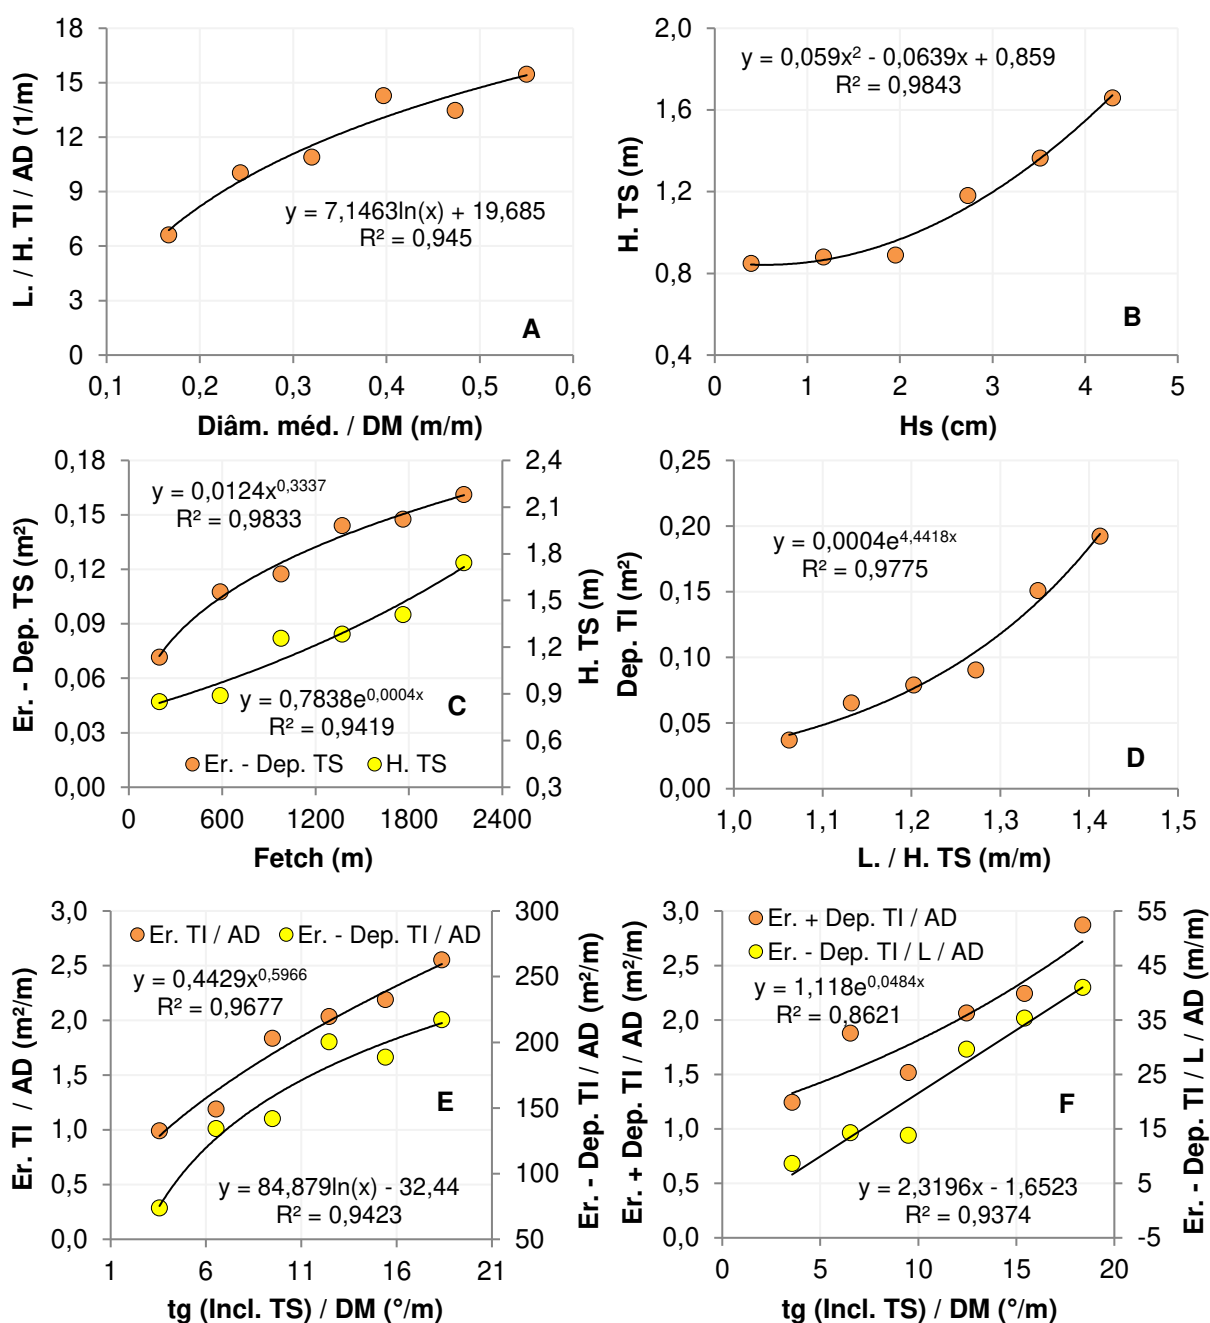 18
15
12
9
6
3
0
L. / H. TI / AD (1/m)
y = 7,1463ln(x) + 19,685
R² = 0,945
A
0,1 0,2 0,3 0,4 0,5 0,6
Diâm. méd. / DM (m/m)
2,0
1,6
1,2
0,8
0,4
H. TS (m)
y = 0,059x² - 0,0639x + 0,859
R² = 0,9843
B
0 1 2 3 4 5
Hs (cm)
0,18
0,15
0,12
0,09
0,06
0,03
0,00
Er. - Dep. TS (m²)
y = 0,0124x^0,3337
R² = 0,9833
y = 0,7838e^0,0004x
R² = 0,9419
C
Er. - Dep. TS H. TS
2,4
2,1
1,8
1,5
1,2
0,9
0,6
0,3
H. TS (m)
0 600 1200 1800 2400
Fetch (m)
0,25
0,20
0,15
0,10
0,05
0,00
Dep. TI (m²)
y = 0,0004e^4,4418x
R² = 0,9775
D
1,0 1,1 1,2 1,3 1,4 1,5
L. / H. TS (m/m)
3,0
2,5
2,0
1,5
1,0
0,5
0,0
Er. TI / AD (m²/m)
Er. TI / AD Er. - Dep. TI / AD
y = 0,4429x^0,5966
R² = 0,9677
E
y = 84,879ln(x) - 32,44
R² = 0,9423
300
250
200
150
100
50
Er. - Dep. TI / AD (m²/m)
1 6 11 16 21
tg (Incl. TS) / DM (°/m)
3,0
2,5
2,0
1,5
1,0
0,5
0,0
Er. + Dep. TI / AD (m²/m)
Er. + Dep. TI / AD
Er. - Dep. TI / L / AD
y = 1,118e^0,0484x
R² = 0,8621
F
y = 2,3196x - 1,6523
R² = 0,9374
55
45
35
25
15
5
-5
Er. - Dep. TI / L / AD (m/m)
0 5 10 15 20
tg (Incl. TS) / DM (°/m)